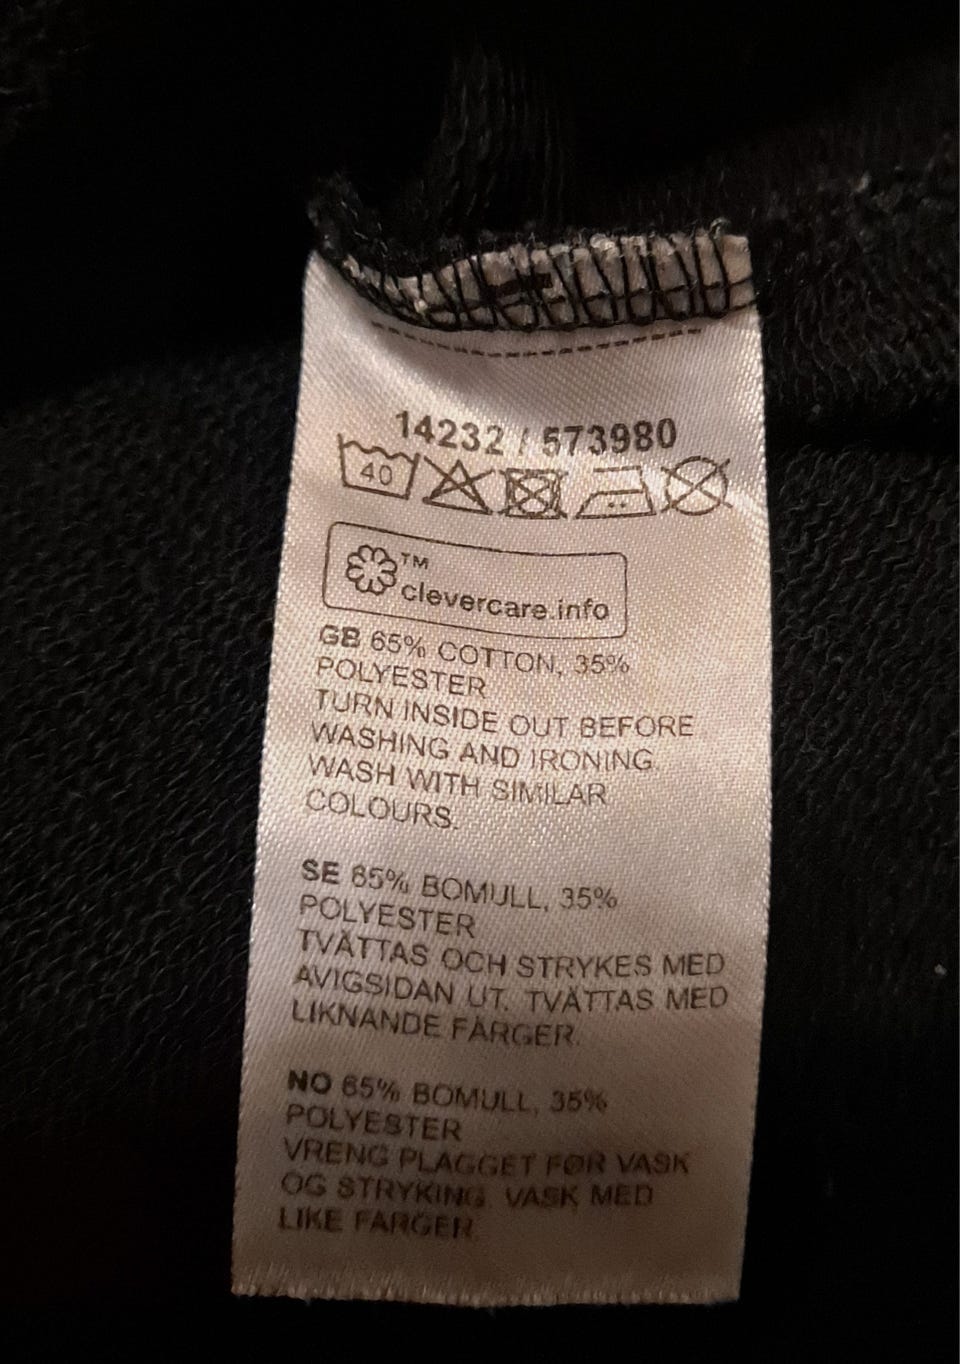 14232 / 573980
40
TM
clevercare.info
GB 65% COTTON, 35%
POLYESTER
TURN INSIDE OUT BEFORE
WASHING AND IRONING.
WASH WITH SIMILAR
COLOURS.
SE 65% BOMULL, 35%
POLYESTER
TVÄTTAS OCH STRYKES MED
AVIGSIDAN UT. TVÄTTAS MED
LIKNANDE FÄRGER.
NO 65% BOMULL, 35%
POLYESTER
VRENG PLAGGET FØR VASK
OG STRYKING. VASK MED
LIKE FARGER.